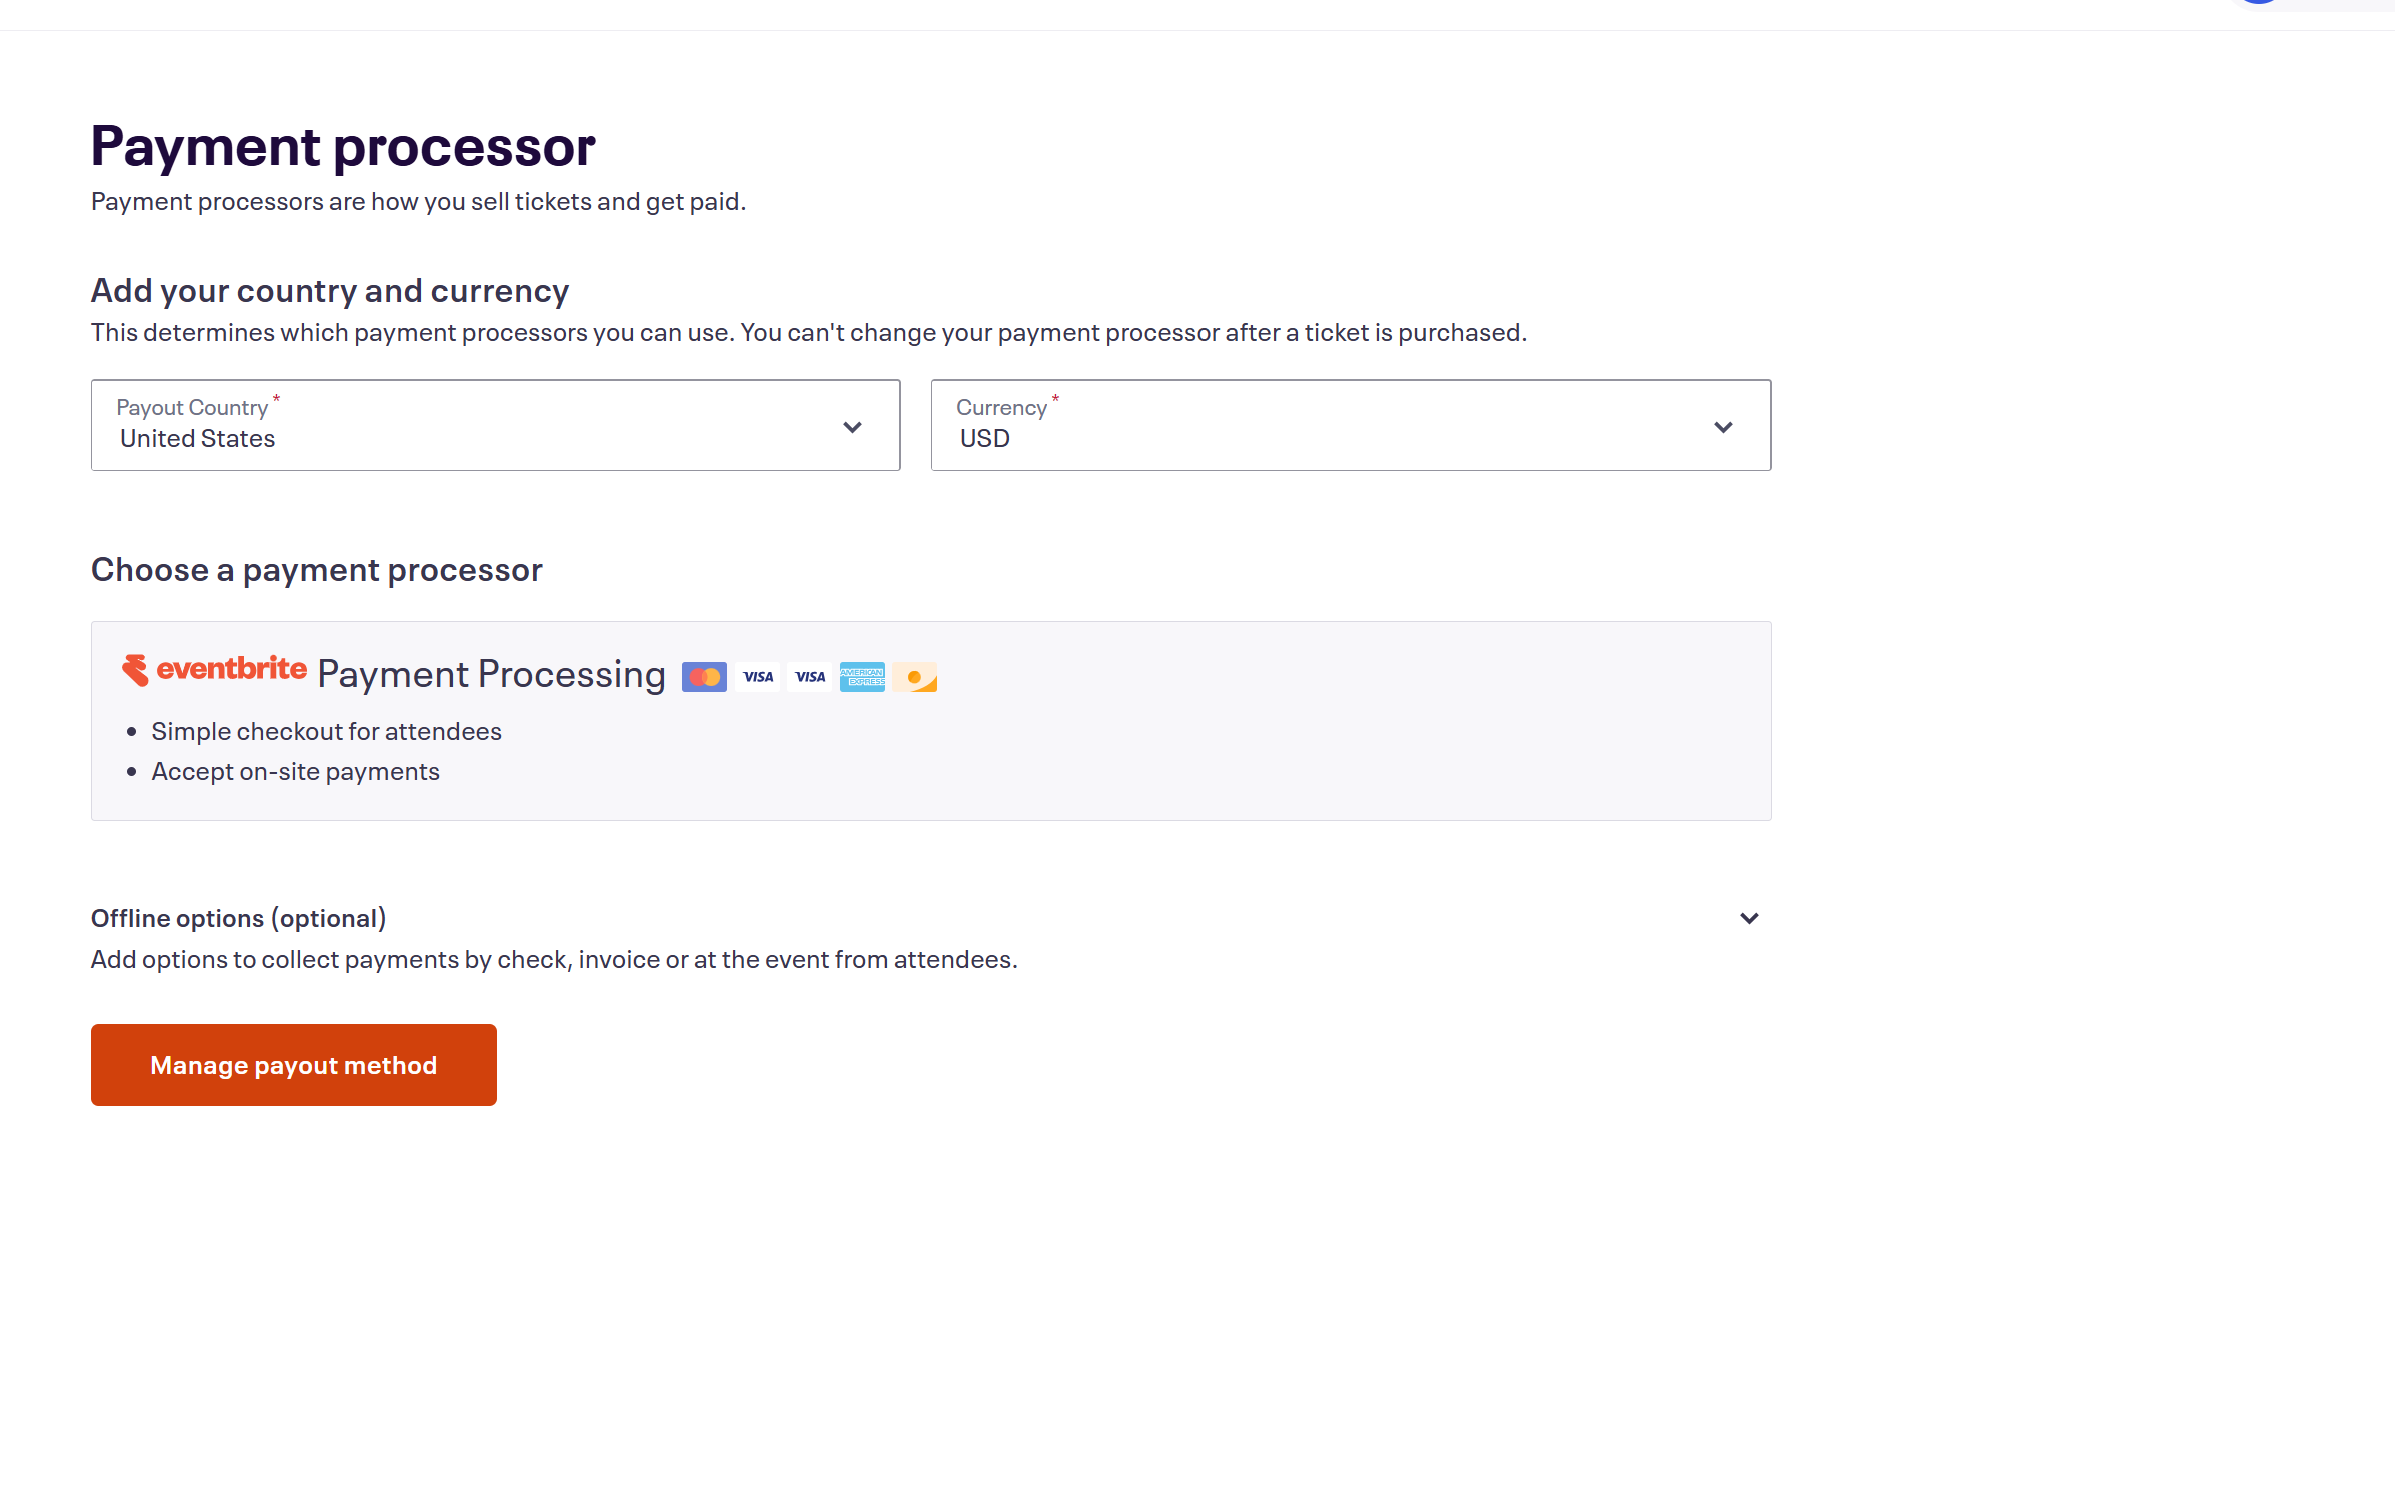 Payment processor
Payment processors are how you sell tickets and get paid.
Add your country and currency
This determines which payment processors you can use. You can't change your payment processor after a ticket is purchased.
Payout Country *
United States
Currency *
USD
Choose a payment processor
eventbrite Payment Processing VISA VISA AMERICAN EXPRESS
• Simple checkout for attendees
• Accept on-site payments
Offline options (optional)
Add options to collect payments by check, invoice or at the event from attendees.
Manage payout method